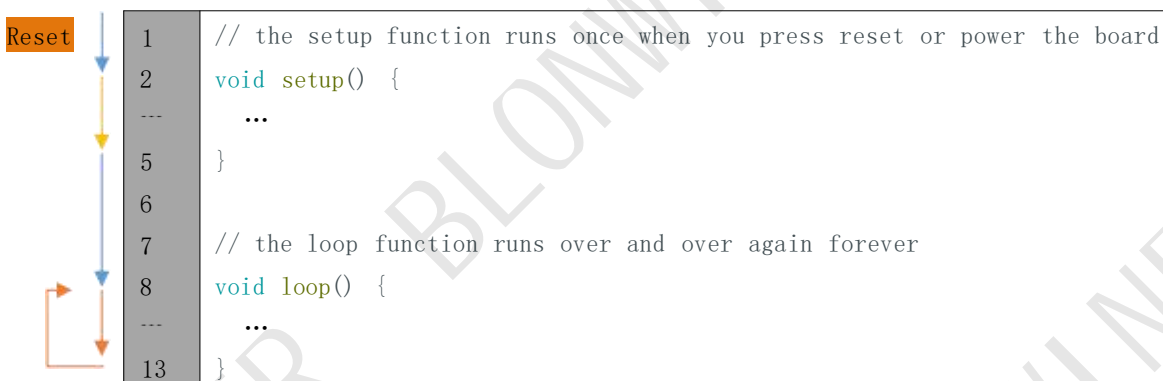 Reset
1 // the setup function runs once when you press reset or power the board
2 void setup() {
--- ...
5 }
6
7 // the loop function runs over and over again forever
8 void loop() {
--- ...
13 }